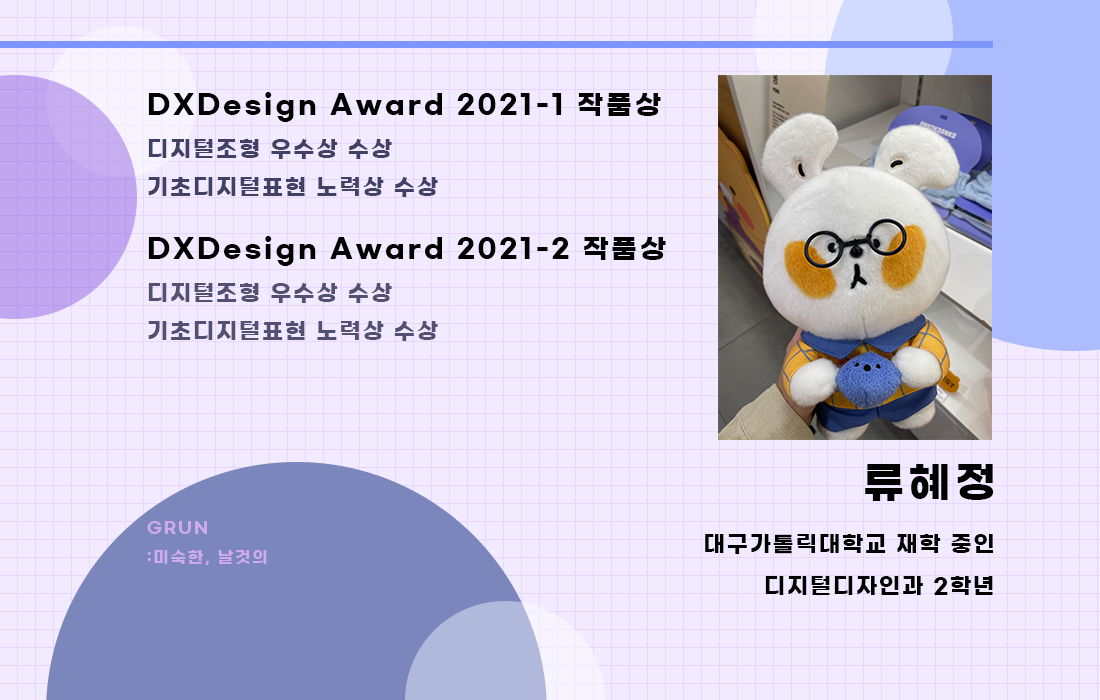 DXDesign Award 2021-1 작품상
디지털조형 우수상 수상
기초디지털표현 노력상 수상
DXDesign Award 2021-2 작품상
디지털조형 우수상 수상
기초디지털표현 노력상 수상
류혜정
대구가톨릭대학교 재학 중인
디지털디자인과 2학년
GRUN
:미숙한, 날것의